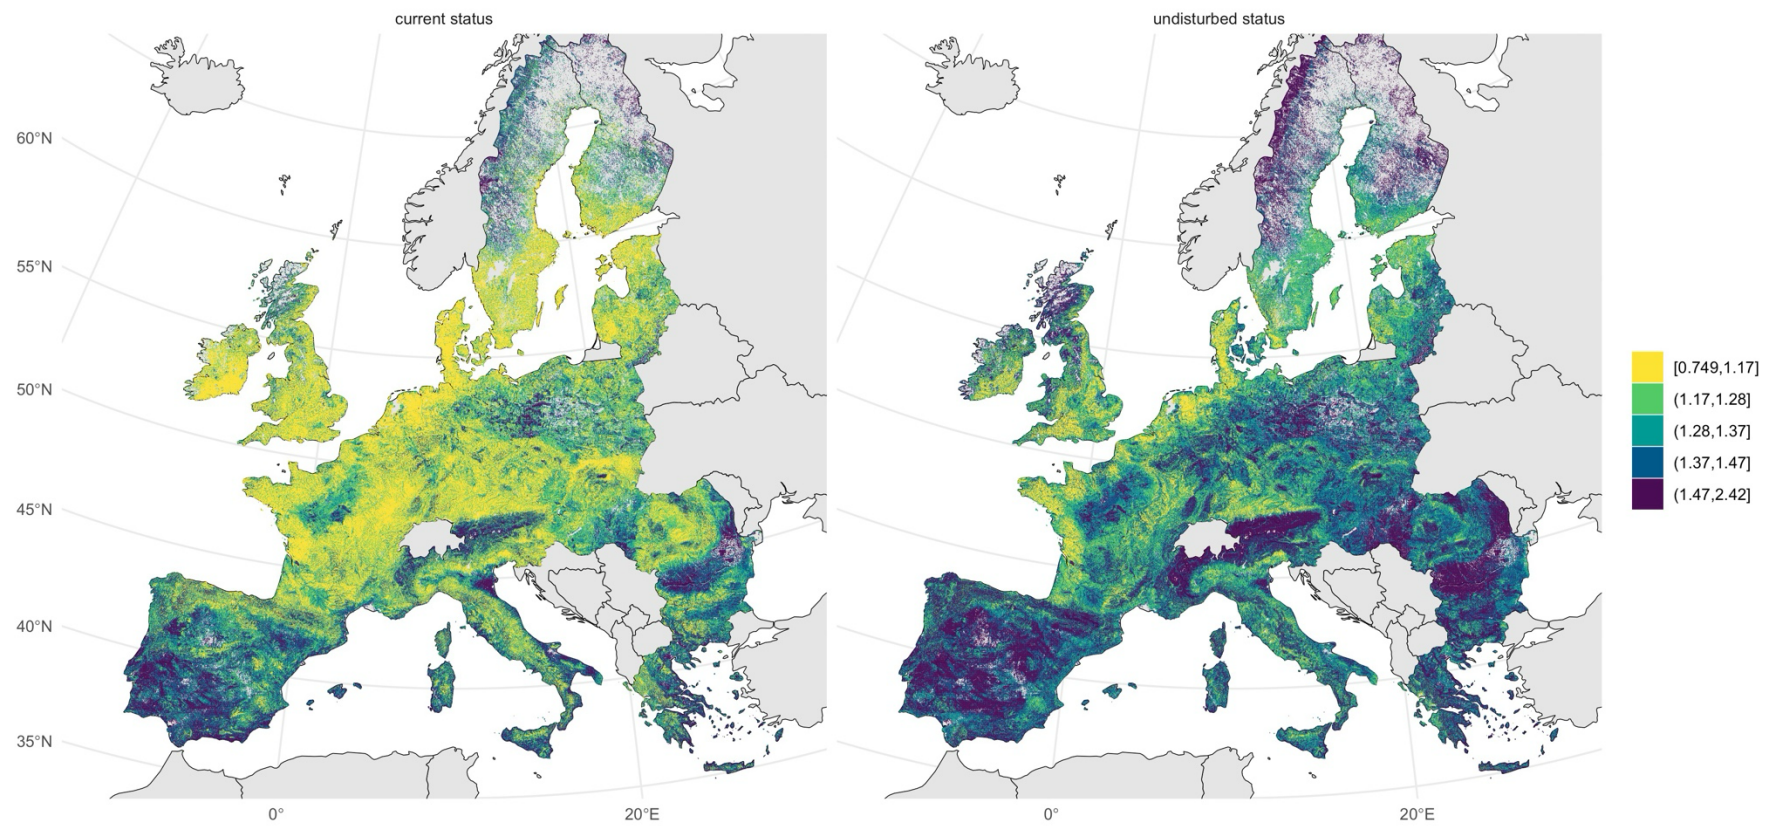 current status
undisturbed status
60°N
55°N
50°N
45°N
40°N
35°N
0°
20°E
0°
20°E
[0.749,1.17]
(1.17,1.28]
(1.28,1.37]
(1.37,1.47]
(1.47,2.42]